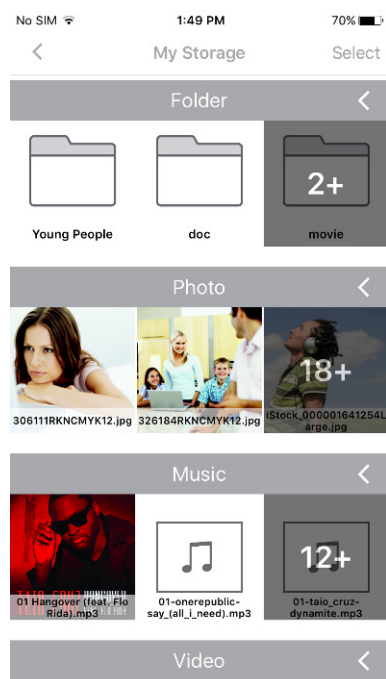 No SIM 1:49 PM 70%
My Storage Select
Folder
2+
Young People doc movie
Photo
18+
306111RKNCMYK12.jpg 326184RKNCMYK12.jpg iStock_000001641254L
arge.jpg
Music
12+
01 Hangover (feat. Flo 01-onerepublic- 01-taio_cruz-
Rida).mp3 say_(all_i_need).mp3 dynamite.mp3
Video